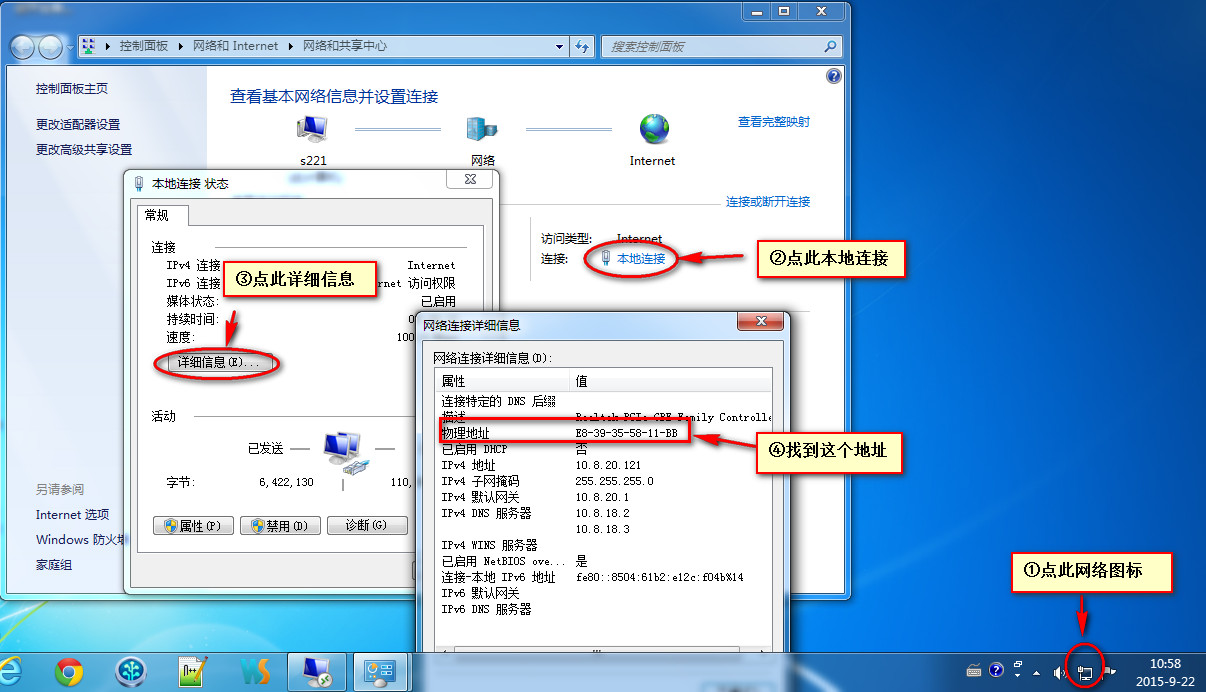 控制面板 网络和 Internet 网络和共享中心
搜索控制面板
控制面板主页
更改适配器设置
更改高级共享设置
另请参阅
Internet 选项
Windows 防火墙
家庭组
查看基本网络信息并设置连接
查看完整映射
s221
网络
Internet
连接或断开连接
访问类型: Internet
连接: 本地连接
②点此本地连接
本地连接 状态
常规
连接
IPv4 连接 Internet
IPv6 连接 rnet 访问权限
媒体状态: 已启用
持续时间: 0
速度: 100
③点此详细信息
详细信息(E)...
活动
已发送
字节: 6,422,130 110,
属性(P)
禁用(D)
诊断(G)
网络连接详细信息
网络连接详细信息(D):
属性 值
连接特定的 DNS 后缀
描述 Realtek PCIe GBE Family Controlle
物理地址 E8-39-35-58-11-BB
已启用 DHCP 否
IPv4 地址 10.8.20.121
IPv4 子网掩码 255.255.255.0
IPv4 默认网关 10.8.20.1
IPv4 DNS 服务器 10.8.18.2
10.8.18.3
IPv4 WINS 服务器
已启用 NetBIOS ove... 是
连接-本地 IPv6 地址 fe80::8504:61b2:e12c:f04b%14
IPv6 默认网关
IPv6 DNS 服务器
④找到这个地址
①点此网络图标
10:58
2015-9-22